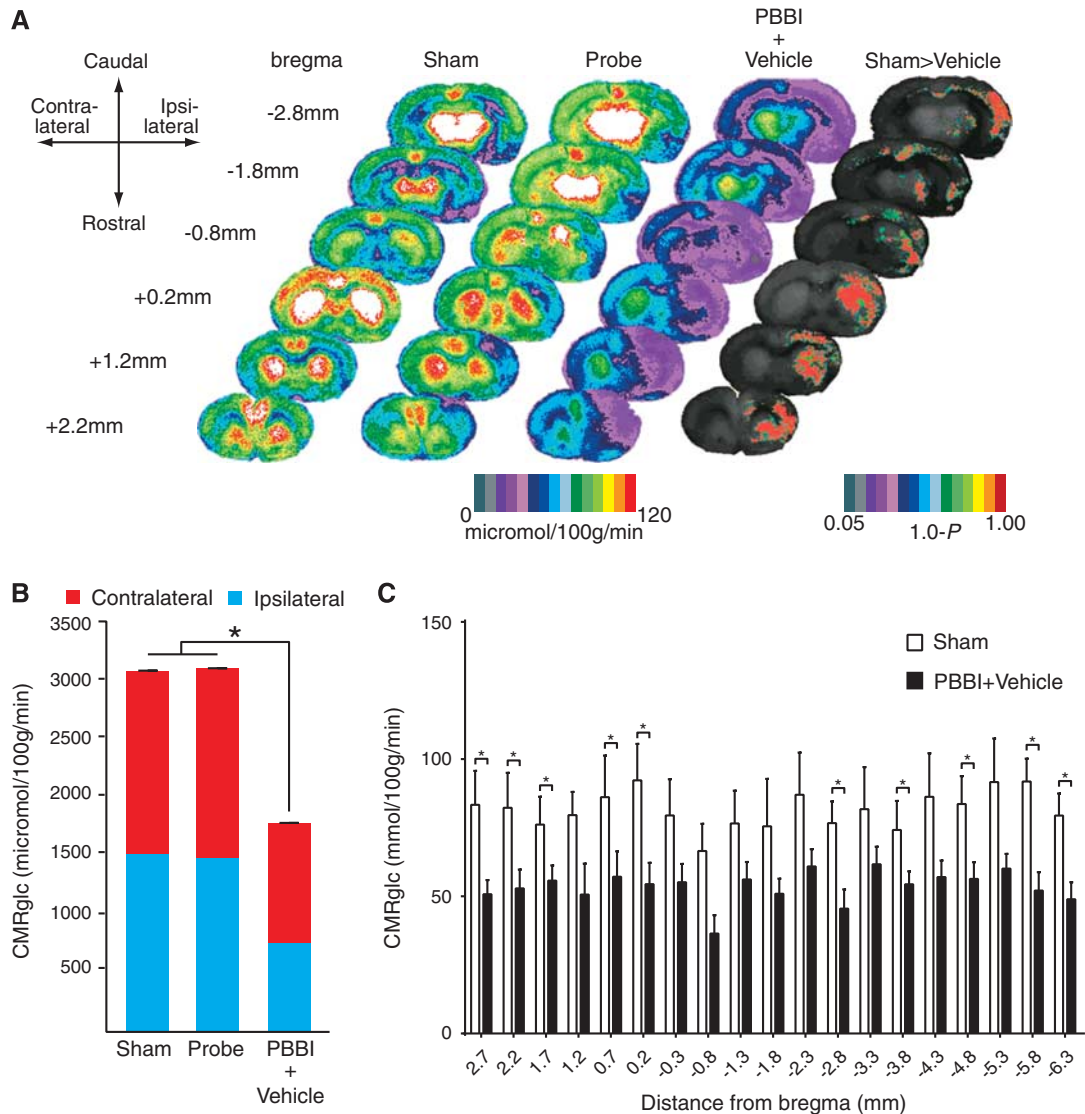 A
Caudal
Contra-
lateral
Ipsi-
lateral
Rostral
bregma
Sham
Probe
PBBI
+
Vehicle
Sham>Vehicle
-2.8mm
-1.8mm
-0.8mm
+0.2mm
+1.2mm
+2.2mm
0
120
micromol/100g/min
0.05
1.00
1.0-P
B
Contralateral
Ipsilateral
CMRglc (micromol/100g/min)
3500
3000
2500
2000
1500
1000
500
*
Sham
Probe
PBBI
+
Vehicle
C
CMRglc (mmol/100g/min)
150
100
50
0
Sham
PBBI+Vehicle
* * * * * * * * * *
2.7 2.2 1.7 1.2 0.7 0.2 -0.3 -0.8 -1.3 -1.8 -2.3 -2.8 -3.3 -3.8 -4.3 -4.8 -5.3 -5.8 -6.3
Distance from bregma (mm)